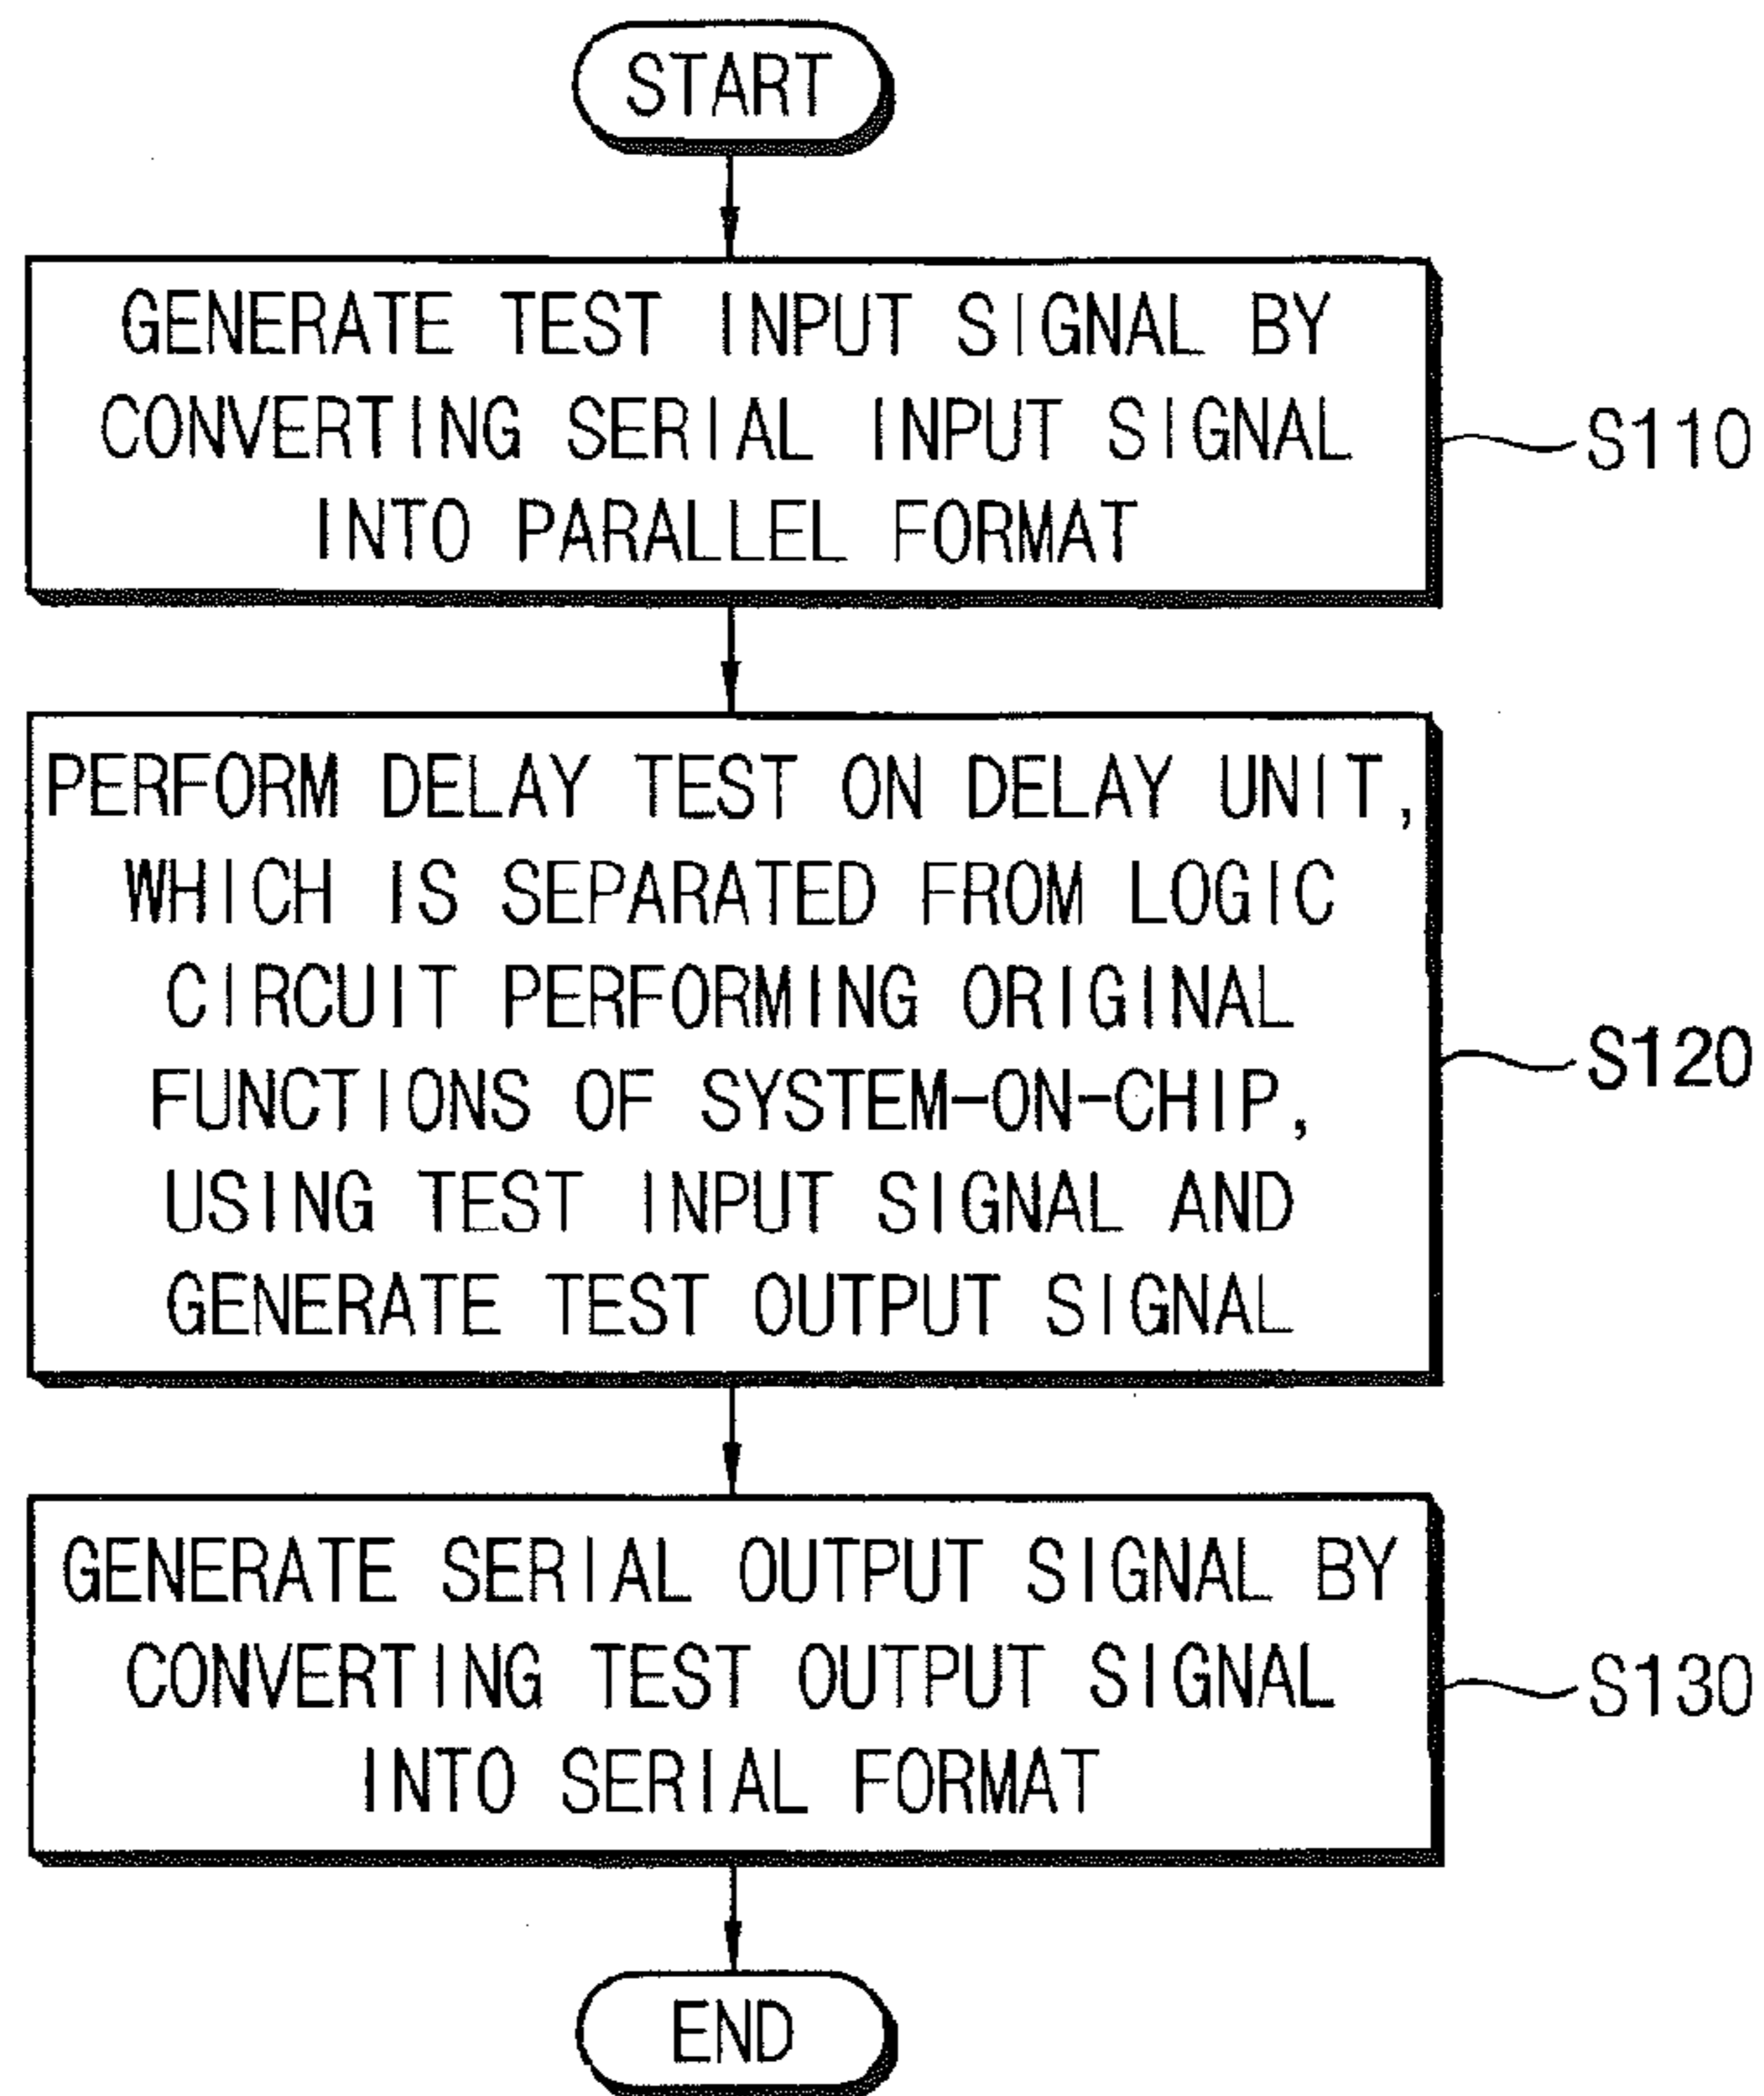 START
GENERATE TEST INPUT SIGNAL BY
CONVERTING SERIAL INPUT SIGNAL
INTO PARALLEL FORMAT
S110
PERFORM DELAY TEST ON DELAY UNIT,
WHICH IS SEPARATED FROM LOGIC
CIRCUIT PERFORMING ORIGINAL
FUNCTIONS OF SYSTEM-ON-CHIP,
USING TEST INPUT SIGNAL AND
GENERATE TEST OUTPUT SIGNAL
S120
GENERATE SERIAL OUTPUT SIGNAL BY
CONVERTING TEST OUTPUT SIGNAL
INTO SERIAL FORMAT
S130
END